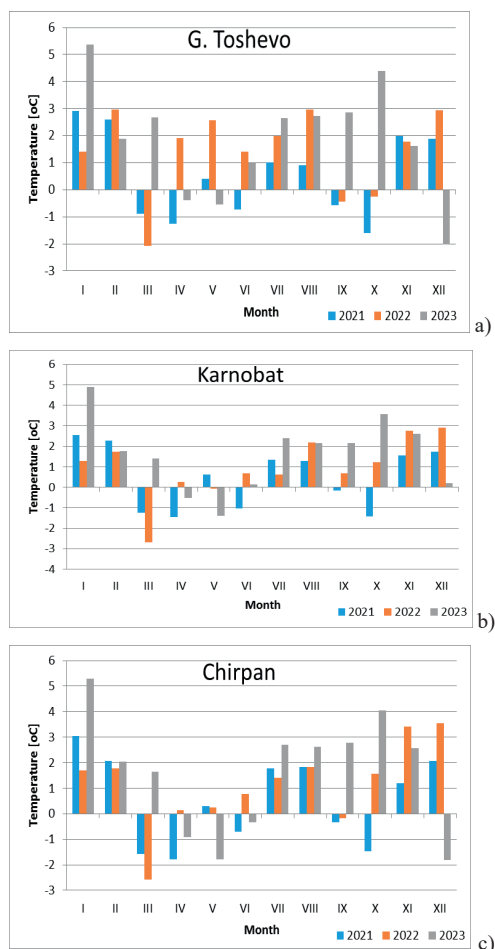 G. Toshevo
Temperature [oC]
6
5
4
3
2
1
0
-1
-2
-3
I II III IV V VI VII VIII IX X XI XII
Month
2021 2022 2023
a)
Karnobat
Temperature [oC]
6
5
4
3
2
1
0
-1
-2
-3
-4
I II III IV V VI VII VIII IX X XI XII
Month
2021 2022 2023
b)
Chirpan
Temperature [oC]
6
5
4
3
2
1
0
-1
-2
-3
I II III IV V VI VII VIII IX X XI XII
Month
2021 2022 2023
c)